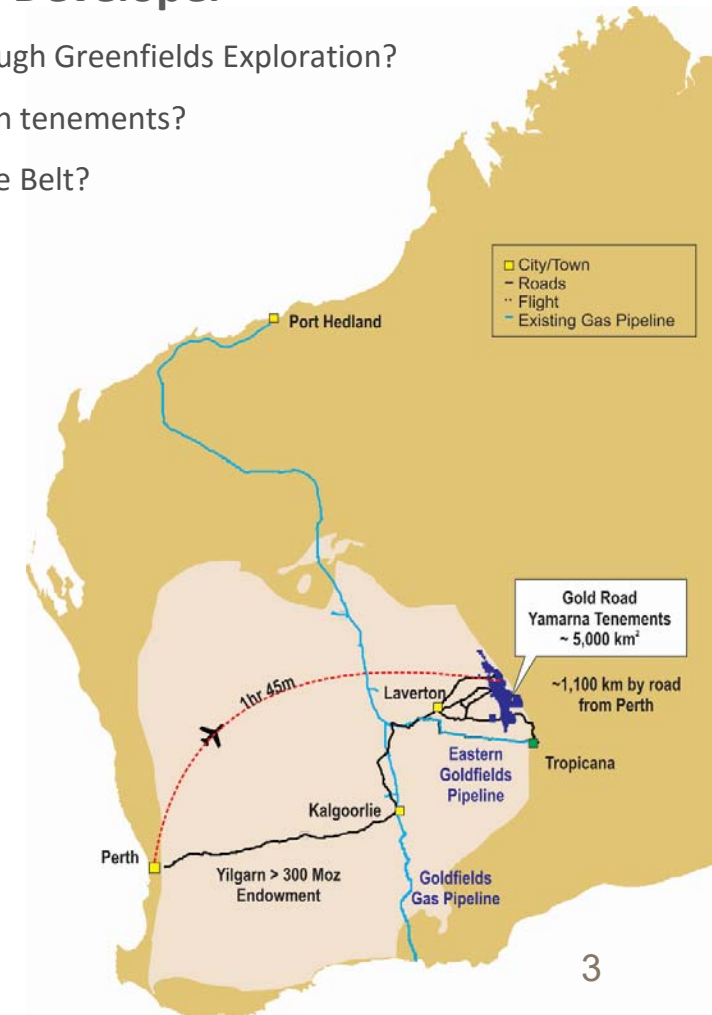 Developer
ugh Greenfields Exploration?
n tenements?
e Belt?
City/Town
Roads
Flight
Existing Gas Pipeline
Port Hedland
Gold Road
Yamarna Tenements
~ 5,000 km²
~1,100 km by road
from Perth
1hr 45m
Laverton
Eastern
Goldfields
Pipeline
Tropicana
Kalgoorlie
Perth
Yilgarn > 300 Moz
Endowment
Goldfields
Gas Pipeline
3